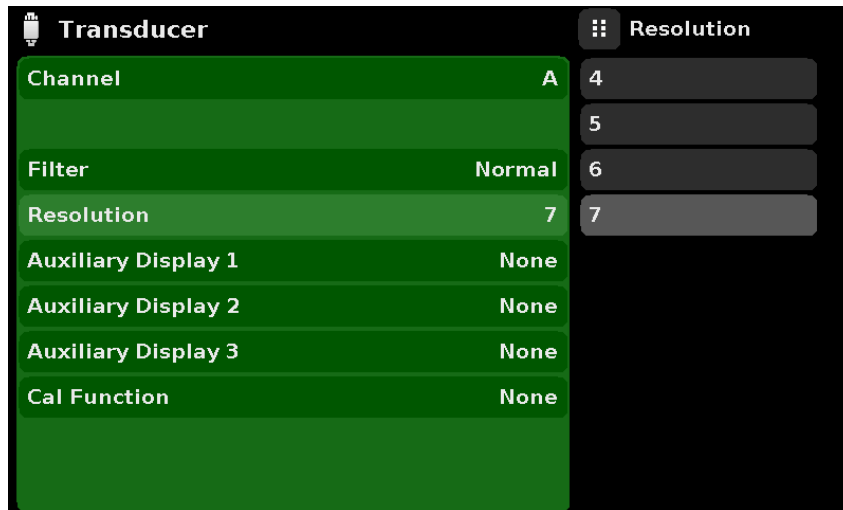 Transducer
Channel A
Filter Normal
Resolution 7
Auxiliary Display 1 None
Auxiliary Display 2 None
Auxiliary Display 3 None
Cal Function None
Resolution
4
5
6
7